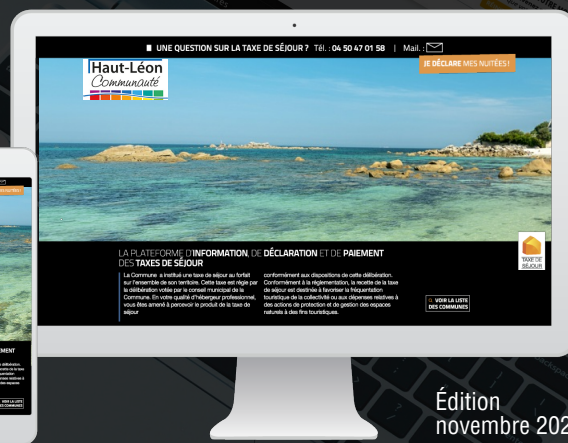 UNE QUESTION SUR LA TAXE DE SÉJOUR ? Tél. : 04 50 47 01 58 | Mail. :
JE DÉCLARE MES NUITÉES !
Haut-Léon
Communauté
LA PLATEFORME D'INFORMATION, DE DÉCLARATION ET DE PAIEMENT
DES TAXES DE SÉJOUR
La Commune a institué une taxe de séjour au forfait
sur l'ensemble de son territoire. Cette taxe est régie par
la délibération votée par le conseil municipal de la
Commune. En votre qualité d'hébergeur professionnel,
vous êtes amené à percevoir le produit de la taxe de
séjour
conformément aux dispositions de cette délibération.
Conformément à la réglementation, la recette de la taxe
de séjour est destinée à favoriser la fréquentation
touristique de la collectivité ou aux dépenses relatives à
des actions de protection et de gestion des espaces
naturels à des fins touristiques.
TAXE DE
SÉJOUR
VOIR LA LISTE
DES COMMUNES
VOIR LA LISTE
DES COMMUNES
Édition
novembre 202